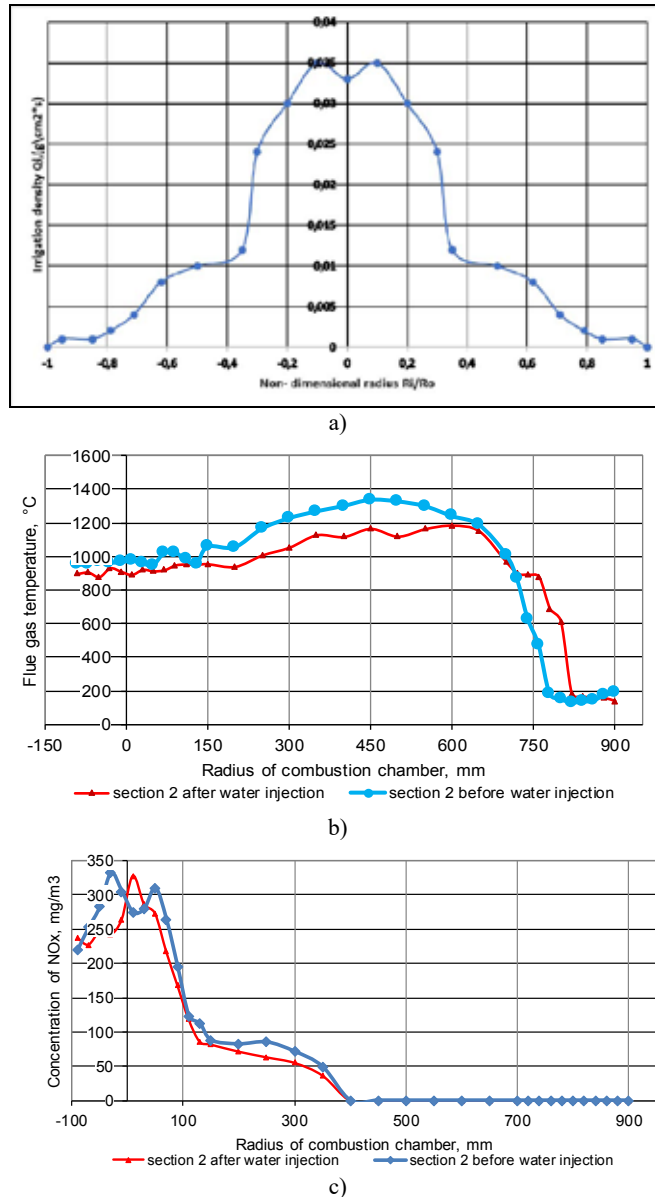 0,04
0,035
0,03
0,025
0,02
0,015
0,01
0,005
0
Irrigation density Qi,(g\cm2*s)
-1 -0,8 -0,6 -0,4 -0,2 0 0,2 0,4 0,6 0,8 1
Non- dimensional radius Ri/Ro
a)
1600
1400
1200
1000
800
600
400
200
0
Flue gas temperature, °C
-150 0 150 300 450 600 750 900
Radius of combustion chamber, mm
section 2 after water injection section 2 before water injection
b)
350
300
250
200
150
100
50
0
Concentration of NOx, mg/m3
-100 100 300 500 700 900
Radius of combustion chamber, mm
section 2 after water injection section 2 before water injection
c)